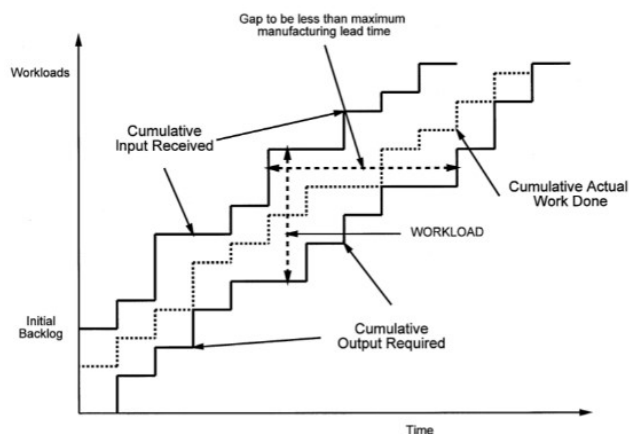 Gap to be less than maximum
manufacturing lead time
Workloads
Cumulative
Input Received
Cumulative Actual
Work Done
WORKLOAD
Initial
Backlog
Cumulative
Output Required
Time